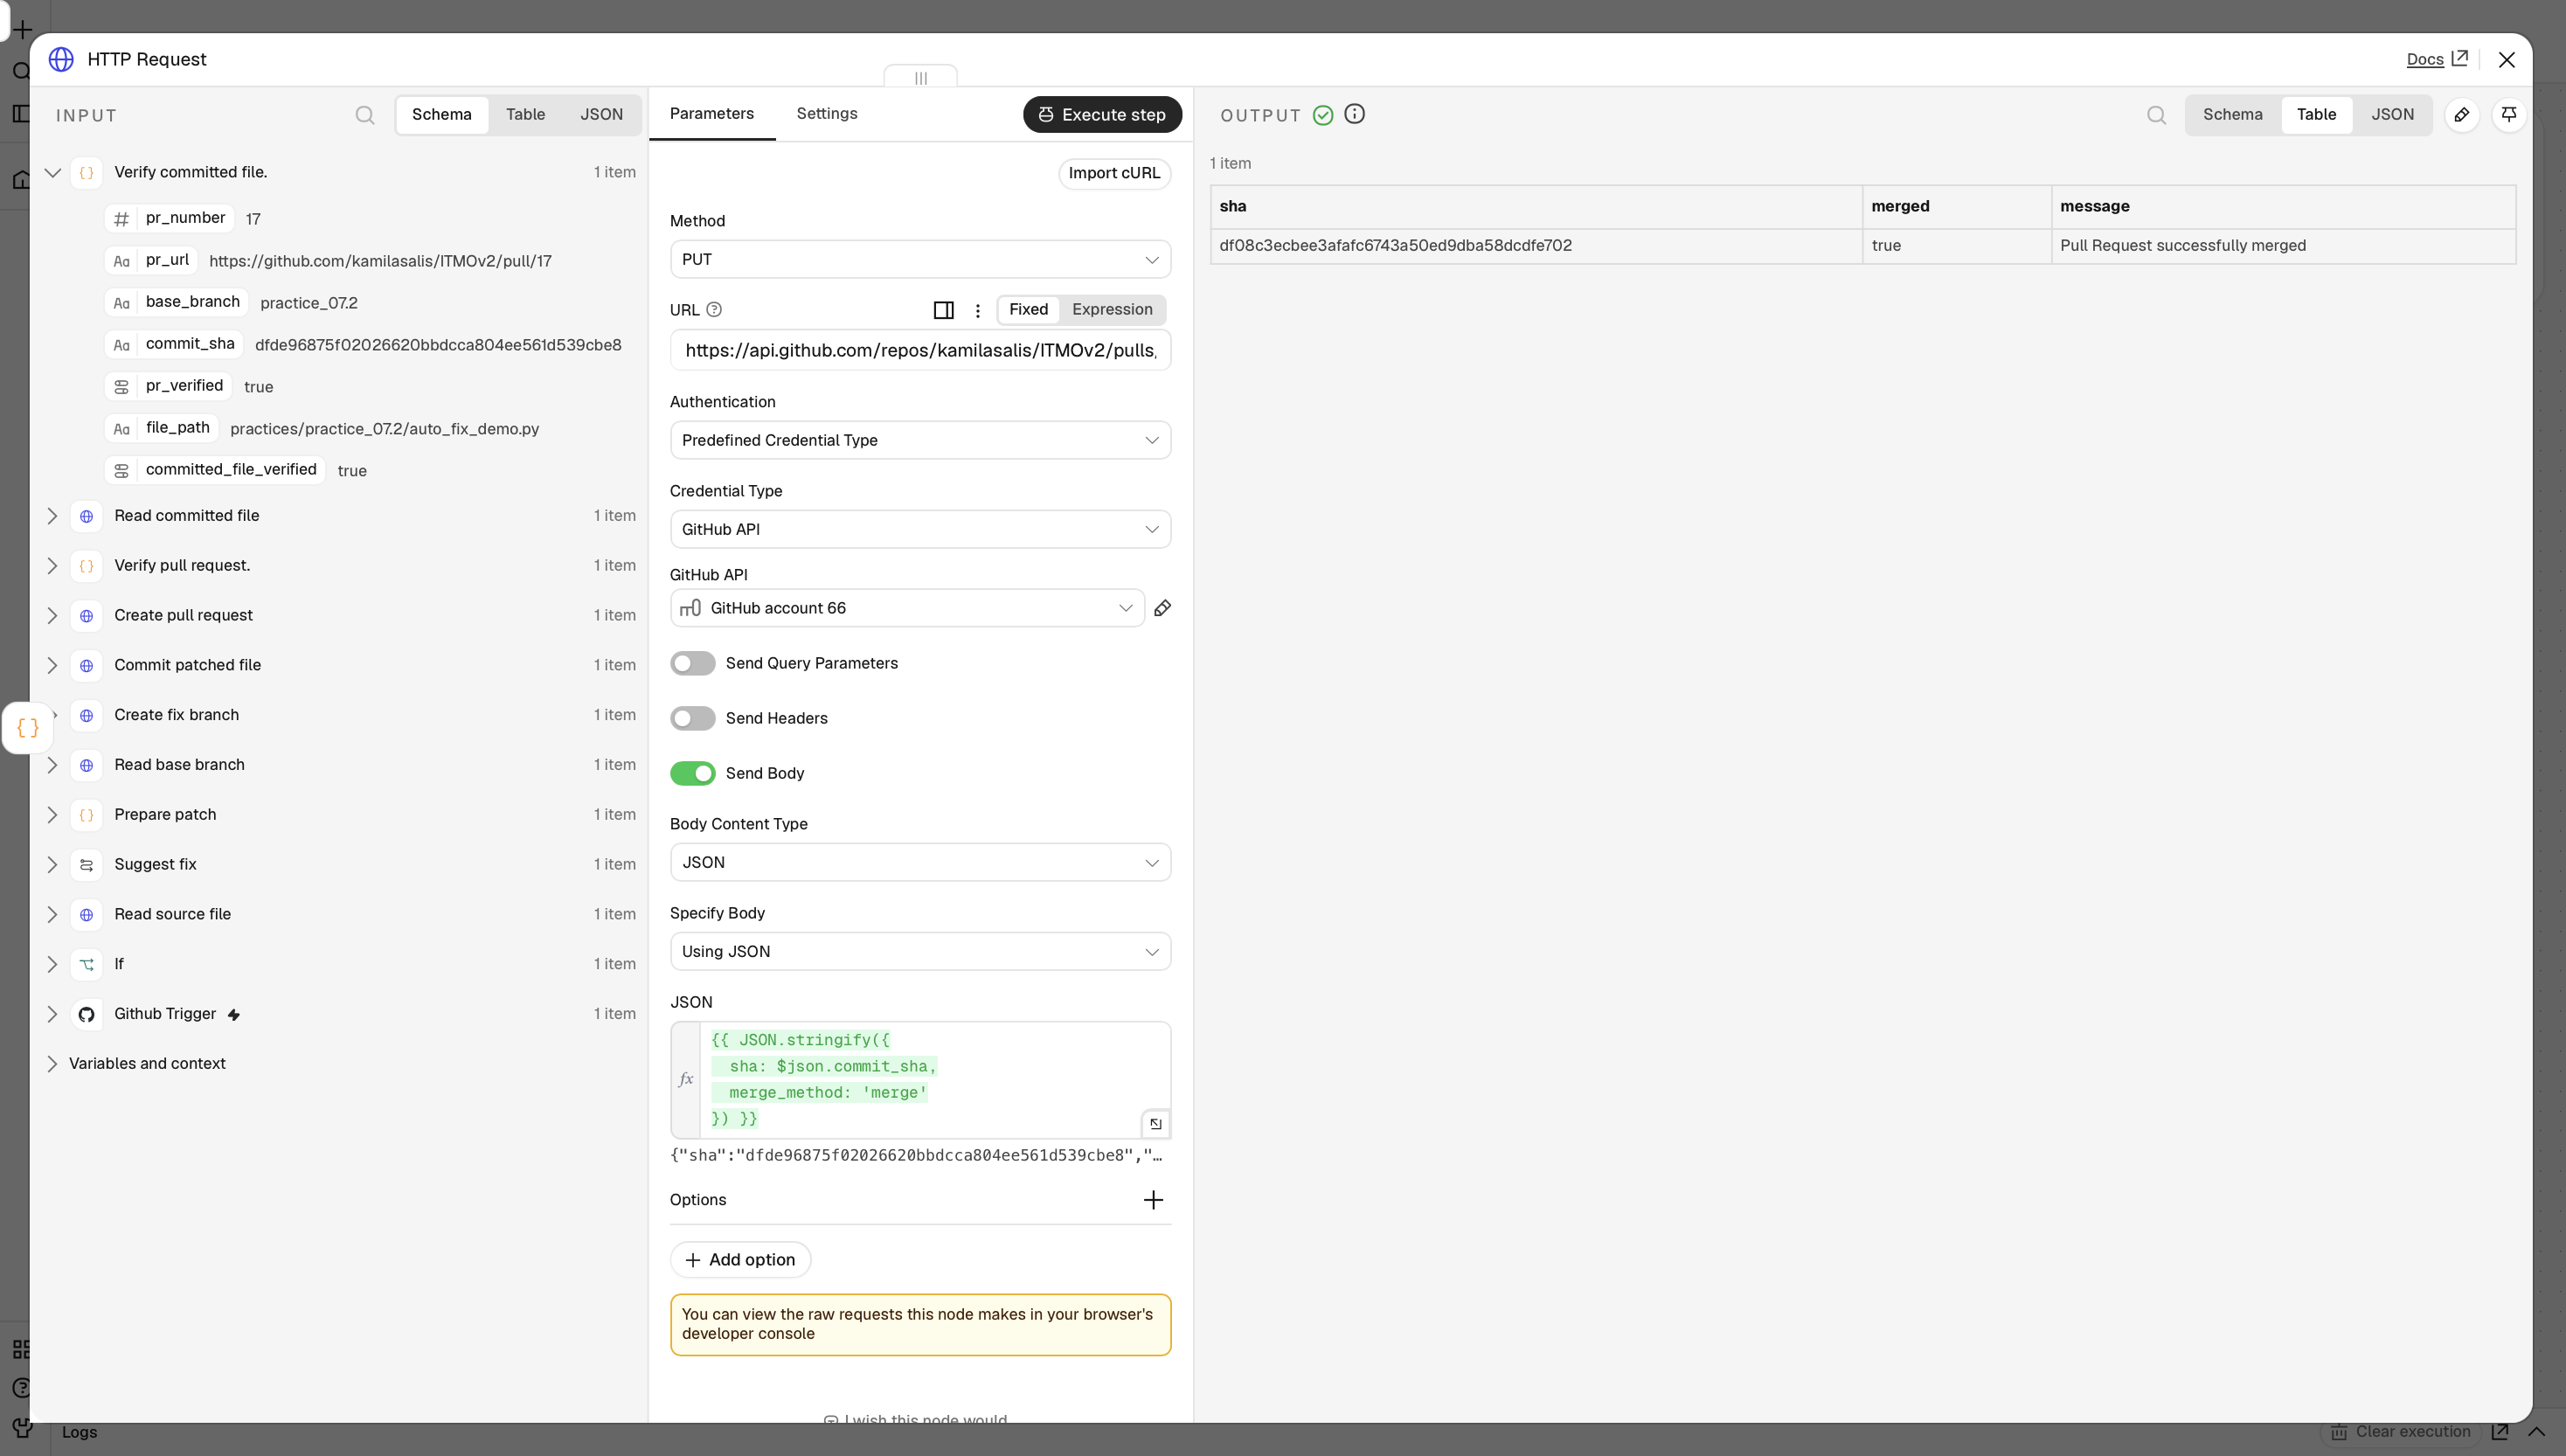 HTTP Request
Docs
INPUT
Schema
Table
JSON
Verify committed file.
1 item
pr_number
17
Aa
pr_url
https://github.com/kamilasalis/ITMOv2/pull/17
Aa
base_branch
practice_07.2
Aa
commit_sha
dfde96875f02026620bbdcca804ee561d539cbe8
pr_verified
true
Aa
file_path
practices/practice_07.2/auto_fix_demo.py
committed_file_verified
true
Read committed file
1 item
Verify pull request.
1 item
Create pull request
1 item
Commit patched file
1 item
Create fix branch
1 item
Read base branch
1 item
Prepare patch
1 item
Suggest fix
1 item
Read source file
1 item
If
1 item
Github Trigger
1 item
Variables and context
Parameters
Settings
Execute step
Import cURL
Method
PUT
URL
Fixed
Expression
https://api.github.com/repos/kamilasalis/ITMOv2/pulls,
Authentication
Predefined Credential Type
Credential Type
GitHub API
GitHub API
GitHub account 66
Send Query Parameters
Send Headers
Send Body
Body Content Type
JSON
Specify Body
Using JSON
JSON
fx
{{ JSON.stringify({
sha: $json.commit_sha,
merge_method: 'merge'
}) }}
{"sha":"dfde96875f02026620bbdcca804ee561d539cbe8","…
Options
Add option
You can view the raw requests this node makes in your browser's
developer console
I wish this node would
OUTPUT
Schema
Table
JSON
1 item
sha
merged
message
df08c3ecbee3afafc6743a50ed9dba58dcdfe702
true
Pull Request successfully merged
Logs
Clear execution